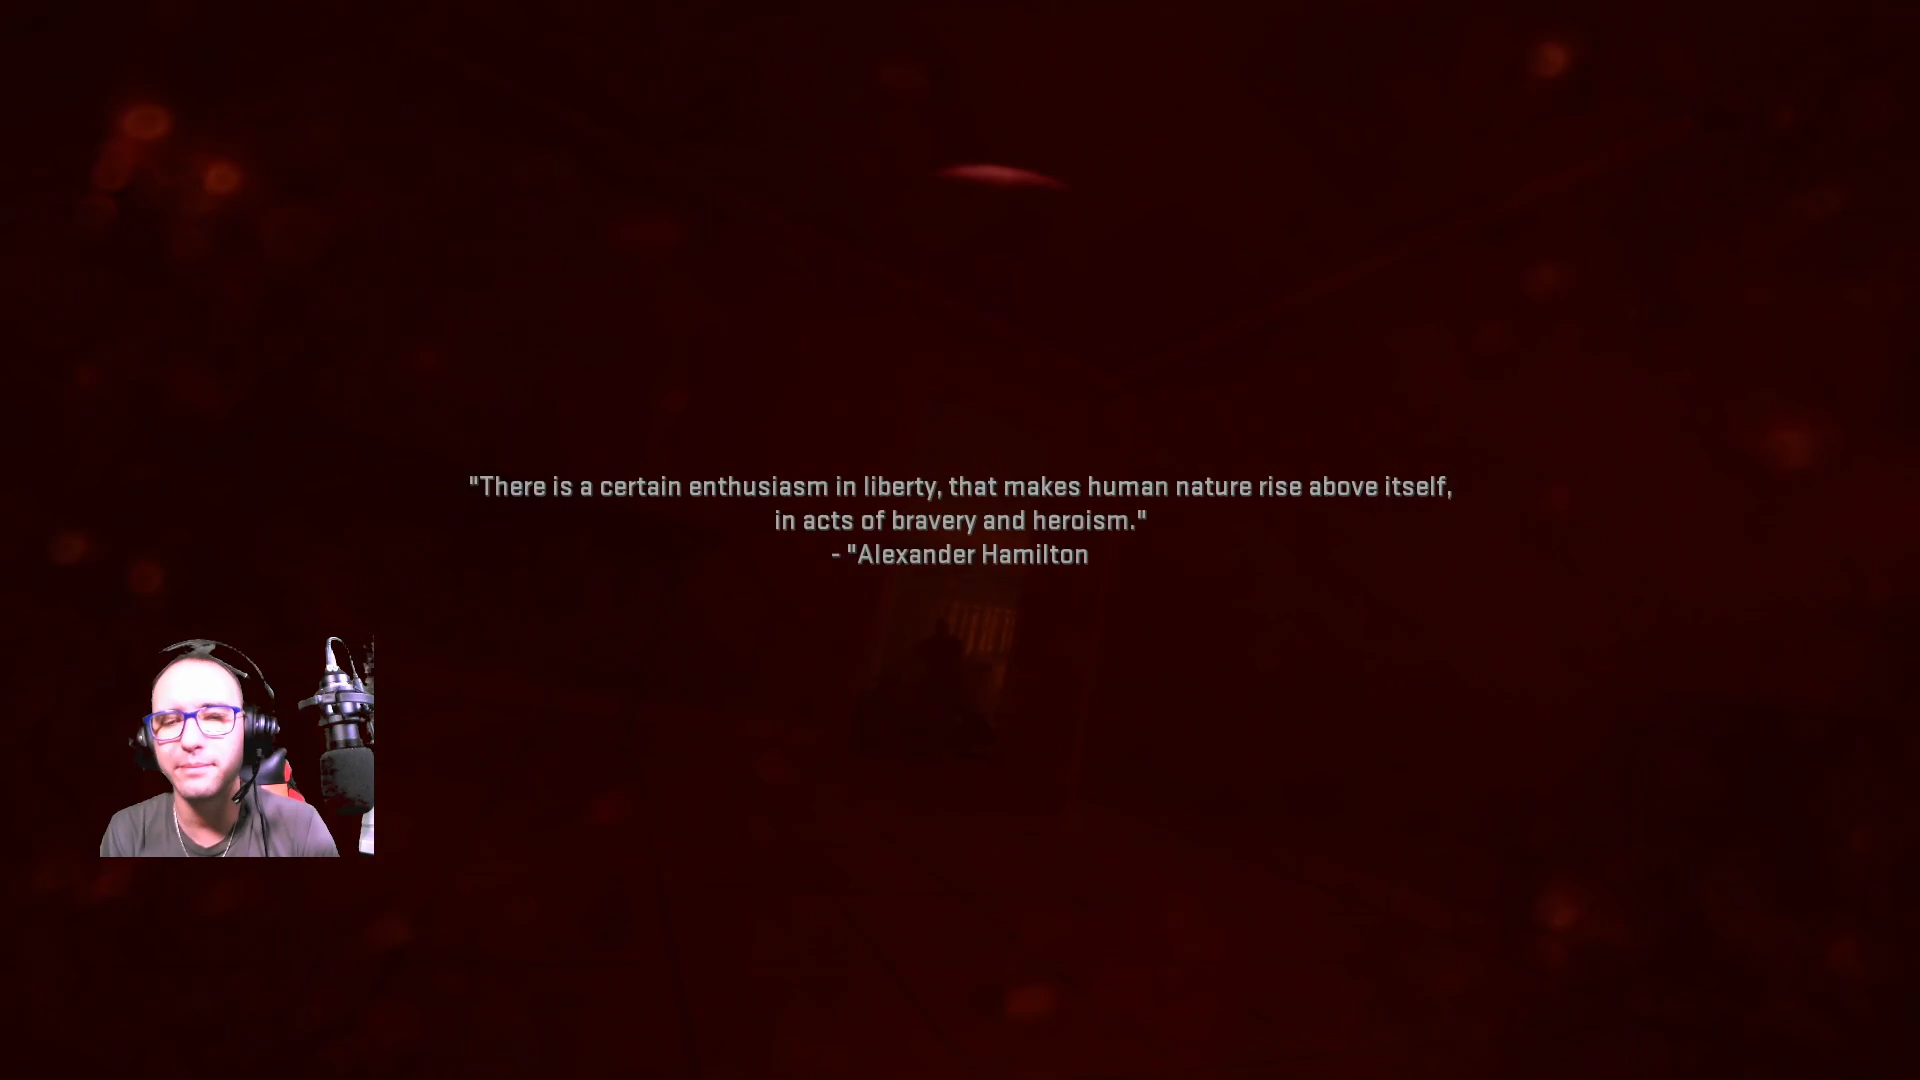 "There is a certain enthusiasm in liberty, that makes human nature rise above itself,
in acts of bravery and heroism."
- "Alexander Hamilton